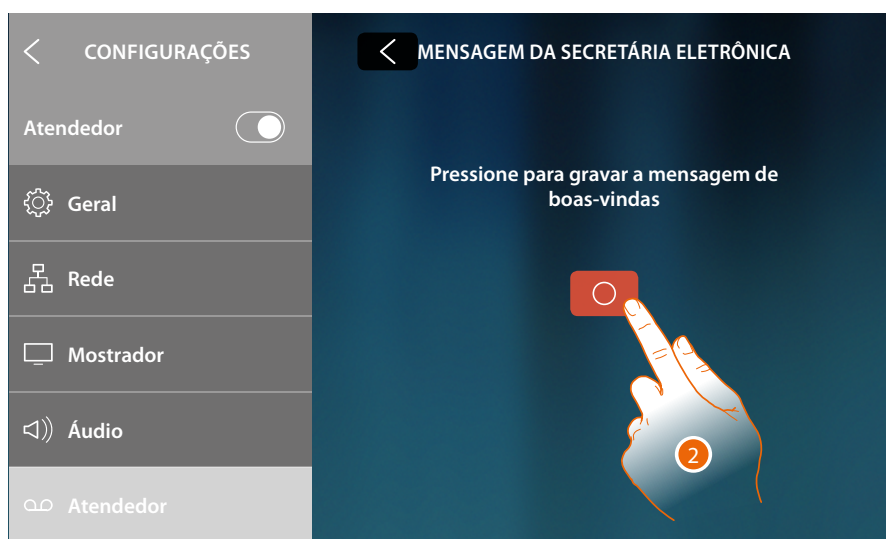 CONFIGURAÇÕES
Atendedor
Geral
Rede
Mostrador
Áudio
Atendedor
MENSAGEM DA SECRETÁRIA ELETRÔNICA
Pressione para gravar a mensagem de
boas-vindas
2